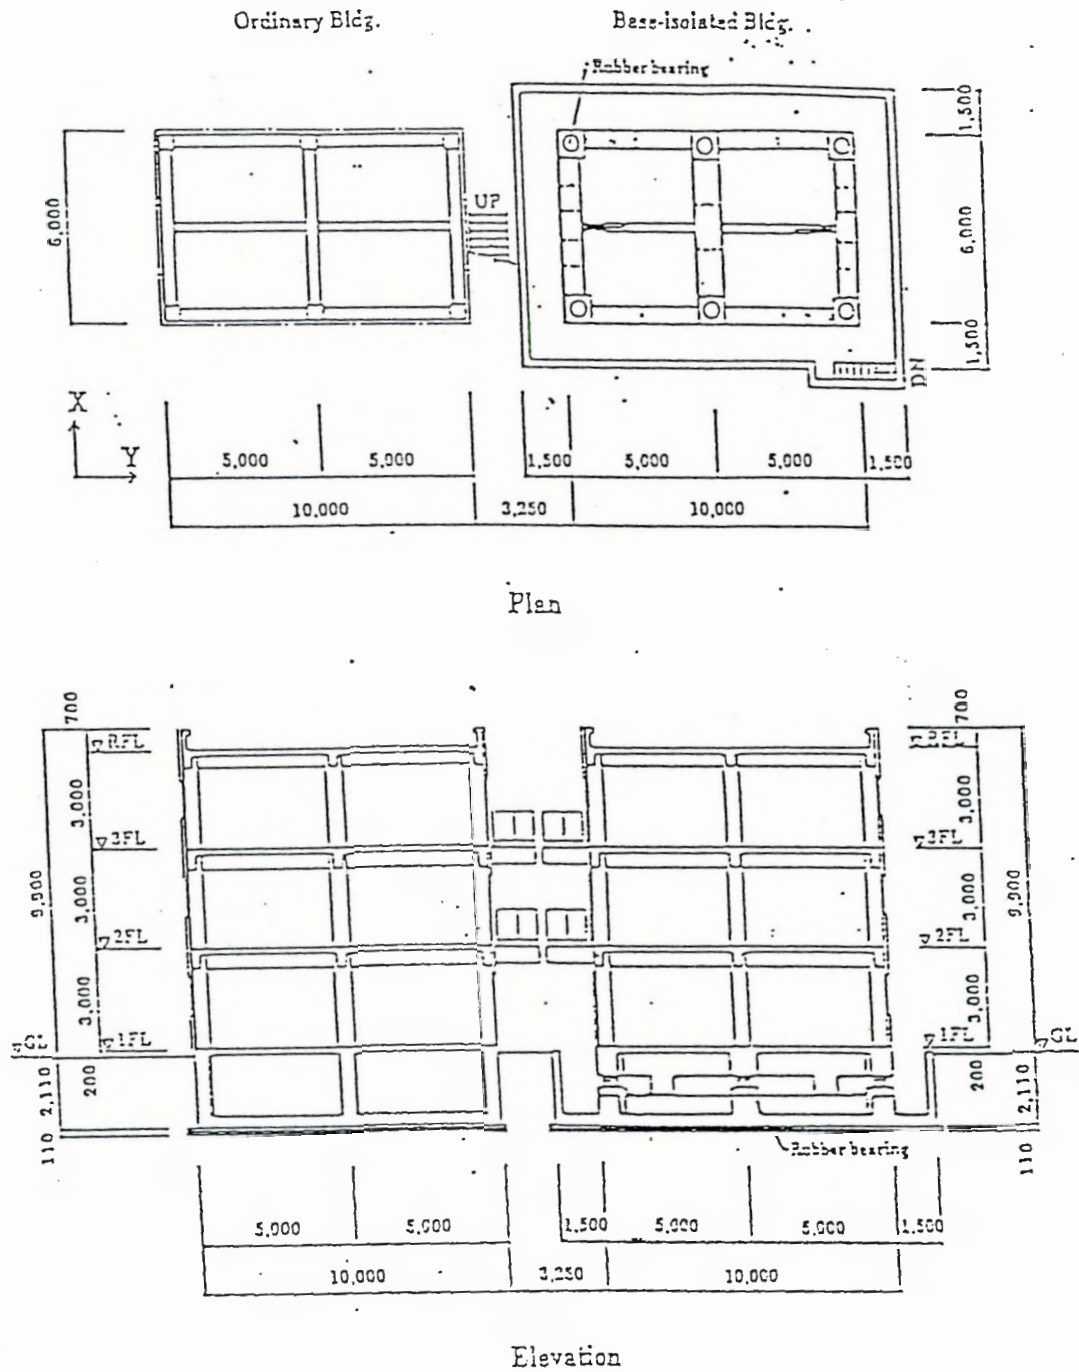 Ordinary Bldg.
Base-isolated Bldg.
Rubber bearing
1,500
6,000
UP
6,000
1,500
DN
X
Y
5,000 5,000 1,500 5,000 5,000 1,500
10,000 3,250 10,000
Plan
700 700
RFL RFL
3,000 3,000
3FL 3FL
9,900 3,000 3,000 9,900
2FL 2FL
3,000 3,000
GL 1FL 1FL GL
2,110 200 200 2,110
110 Rubber bearing 110
5,000 5,000 1,500 5,000 5,000 1,500
10,000 3,250 10,000
Elevation